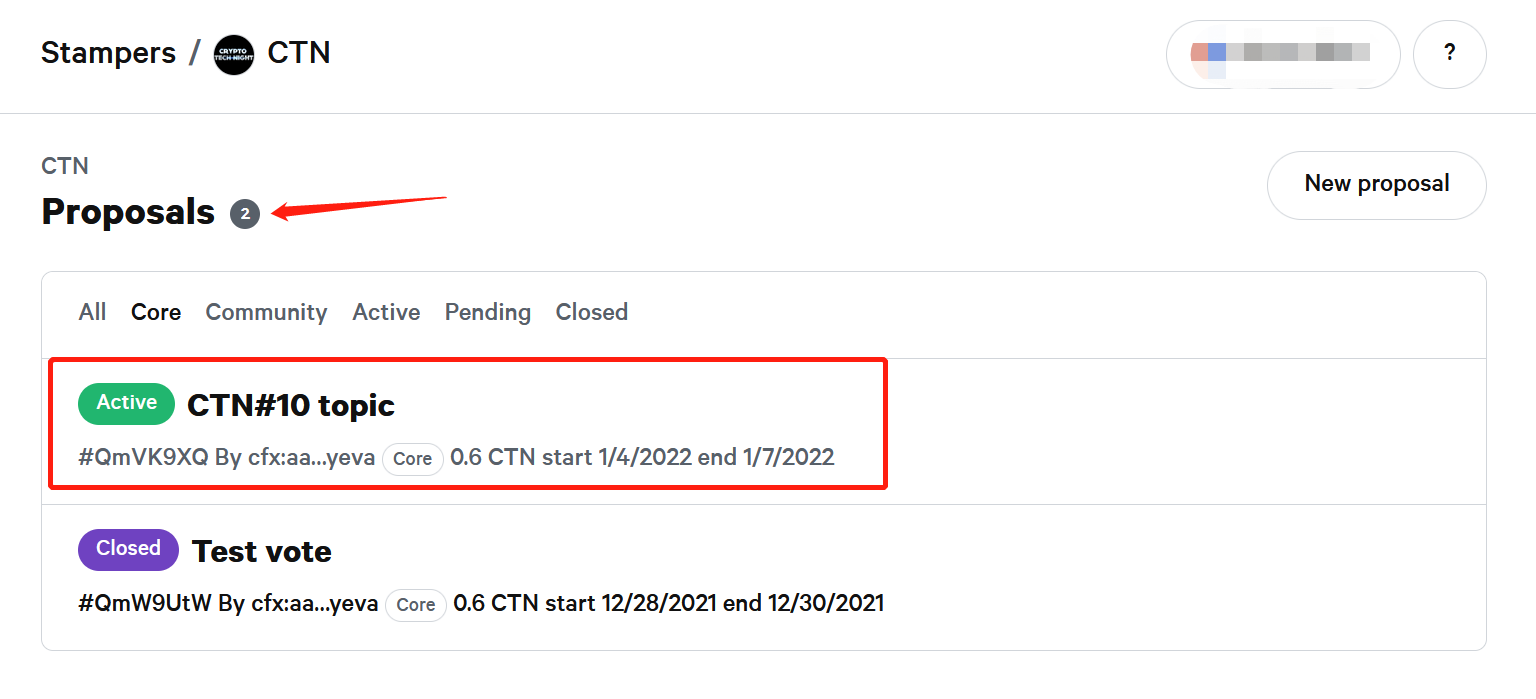 Stampers / CRYPTO TECH NIGHT CTN
?
CTN
Proposals 2
New proposal
All Core Community Active Pending Closed
Active CTN#10 topic
#QmVK9XQ By cfx:aa...yeva Core 0.6 CTN start 1/4/2022 end 1/7/2022
Closed Test vote
#QmW9UtW By cfx:aa...yeva Core 0.6 CTN start 12/28/2021 end 12/30/2021